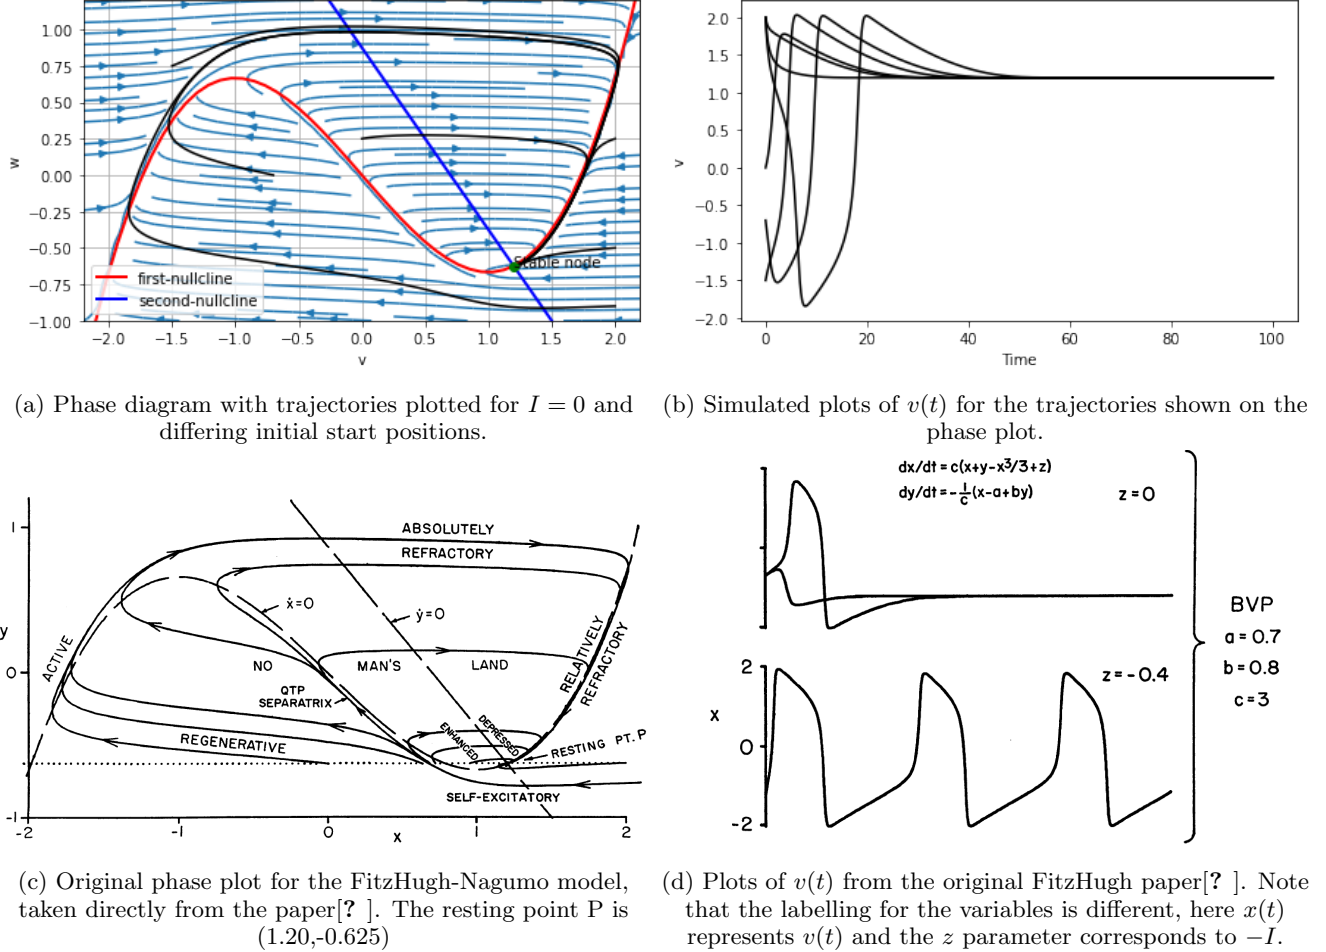 1.00
0.75
0.50
0.25
0.00
−0.25
−0.50
−0.75
−1.00
w
Stable node
first-nullcline
second-nullcline
−2.0 −1.5 −1.0 −0.5 0.0 0.5 1.0 1.5 2.0
v
2.0
1.5
1.0
0.5
0.0
−0.5
−1.0
−1.5
−2.0
v
0 20 40 60 80 100
Time
(a) Phase diagram with trajectories plotted for I = 0 and
differing initial start positions.
(b) Simulated plots of v(t) for the trajectories shown on the
phase plot.
1
ABSOLUTELY
REFRACTORY
ẋ=0
ẏ=0
y
ACTIVE
0
NO MAN'S LAND
RELATIVELY
REFRACTORY
QTP
SEPARATRIX
ENHANCED
DEPRESSED
REGENERATIVE
RESTING PT. P
SELF-EXCITATORY
-1
-2 -1 0 1 2
x
dx/dt=c(x+y-x³/3+z)
dy/dt=-1/c(x-a+by)
z=0
BVP
a=0.7
b=0.8
c=3
2
z=-0.4
x
0
-2
(c) Original phase plot for the FitzHugh-Nagumo model,
taken directly from the paper[? ]. The resting point P is
(1.20,-0.625)
(d) Plots of v(t) from the original FitzHugh paper[? ]. Note
that the labelling for the variables is different, here x(t)
represents v(t) and the z parameter corresponds to −I.